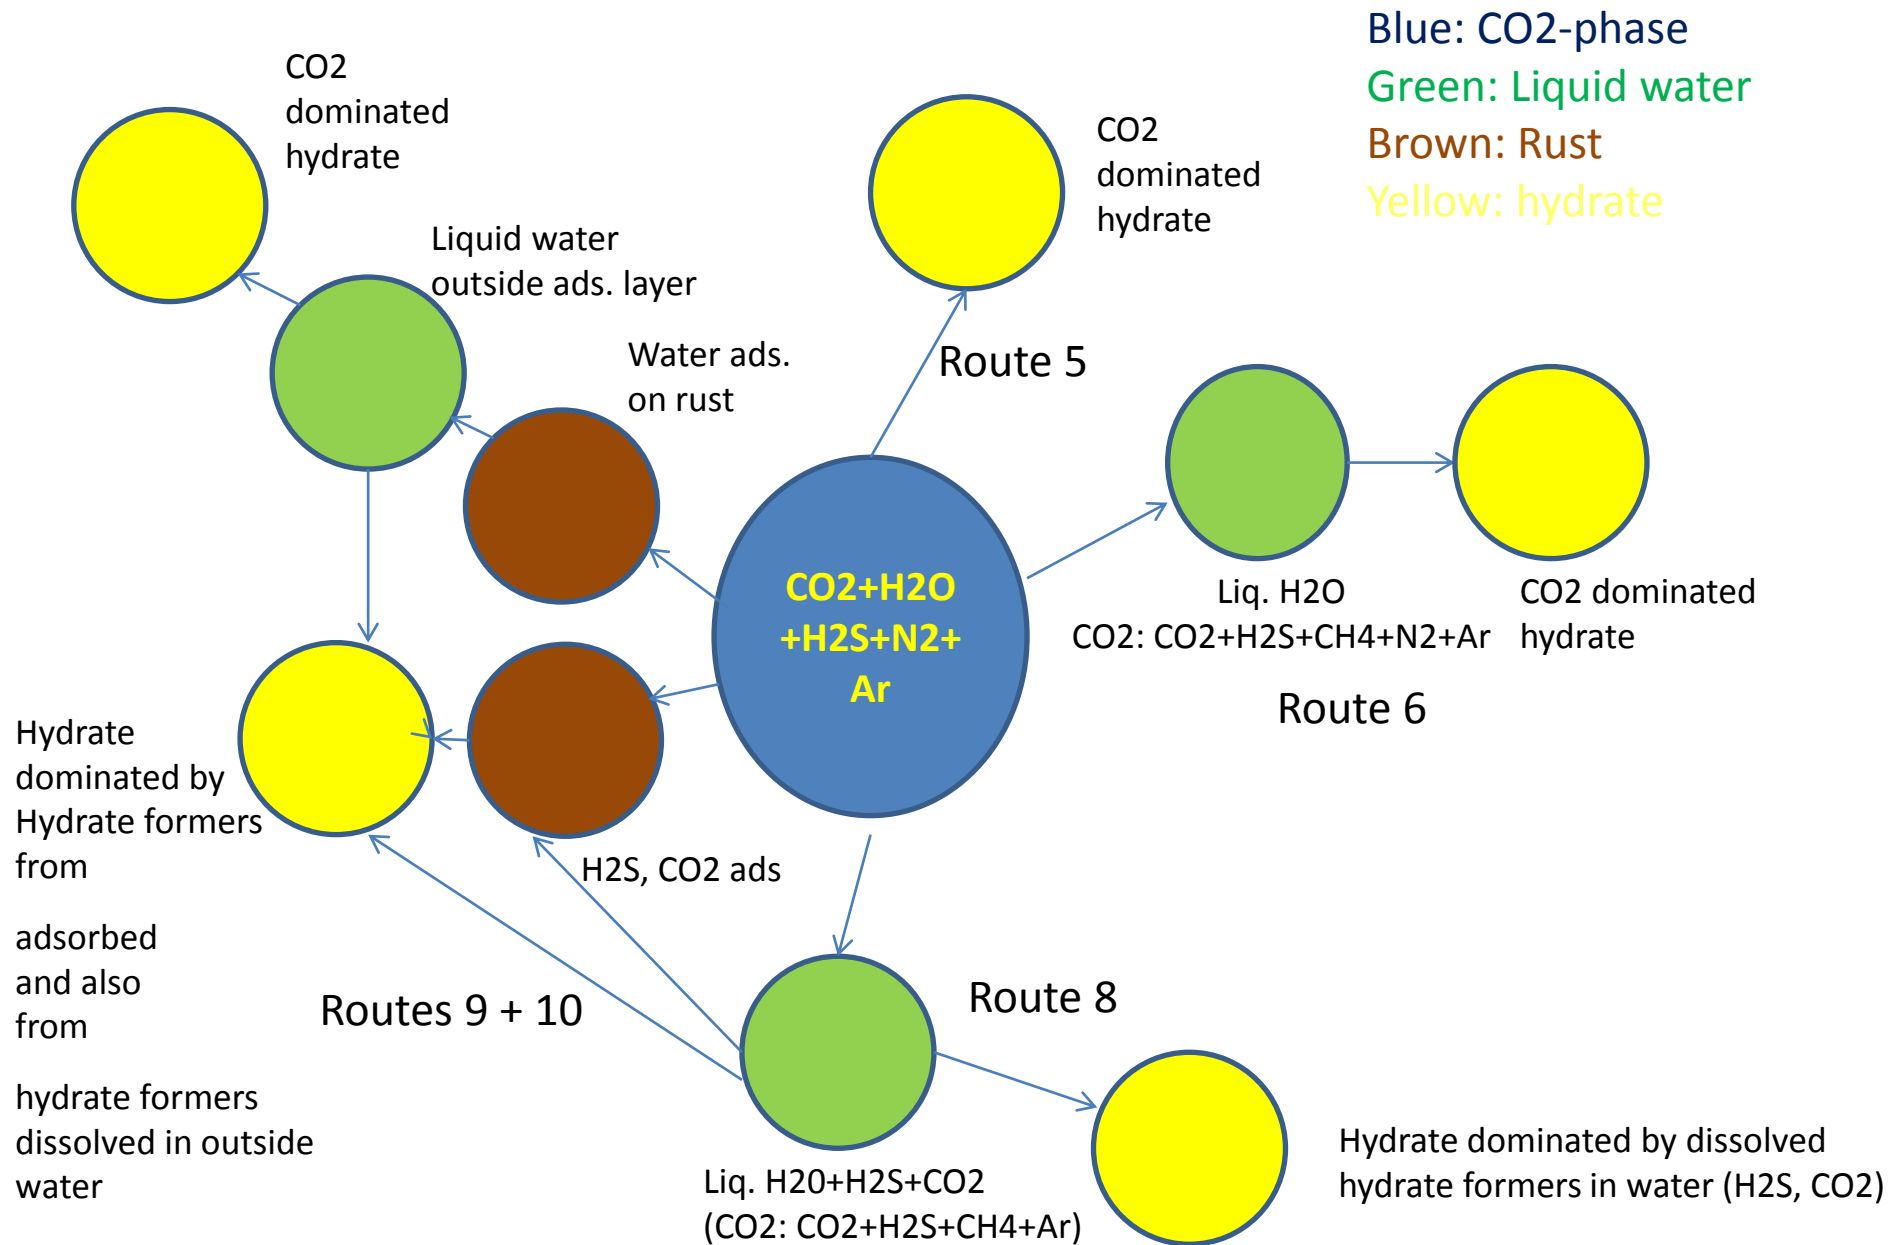 Blue: CO2-phase
Green: Liquid water
Brown: Rust
Yellow: hydrate
CO2
dominated
hydrate
CO2
dominated
hydrate
Liquid water
outside ads. layer
Water ads.
on rust
Route 5
CO2+H2O
+H2S+N2+
Ar
Liq. H2O
CO2: CO2+H2S+CH4+N2+Ar
CO2 dominated
hydrate
Route 6
Hydrate
dominated by
Hydrate formers
from
adsorbed
and also
from
hydrate formers
dissolved in outside
water
H2S, CO2 ads
Routes 9 + 10
Route 8
Liq. H20+H2S+CO2
(CO2: CO2+H2S+CH4+Ar)
Hydrate dominated by dissolved
hydrate formers in water (H2S, CO2)